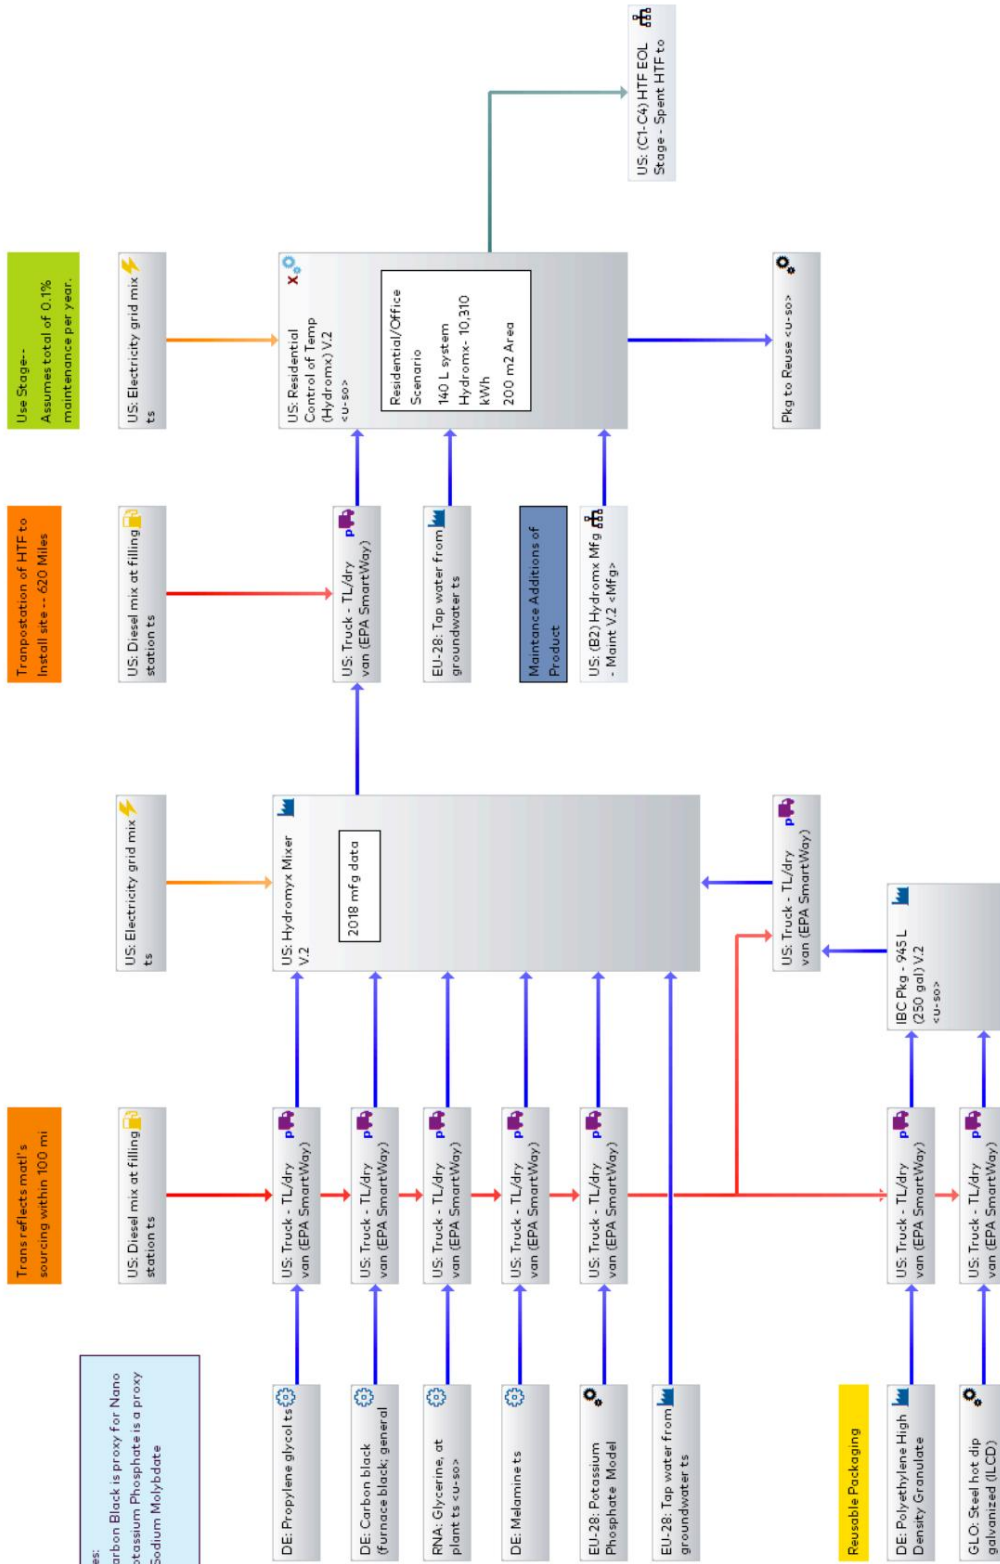 es:
arbon Black is proxy for Nano
otassium Phosphate is a proxy
Sodium Molybdate
Trans reflects matl's
sourcing within 100 mi
Tranpostation of HTF to
Install site -- 620 Miles
Use Stage--
Assumes total of 0.1%
maintenance per year.
US: Diesel mix at filling
station ts
US: Electricity grid mix
ts
US: Diesel mix at filling
station ts
US: Electricity grid mix
ts
DE: Propylene glycol ts
US: Truck - TL/dry
van (EPA SmartWay)
p
DE: Carbon black
(furnace black; general
US: Truck - TL/dry
van (EPA SmartWay)
p
RNA: Glycerine, at
plant ts <u-so>
US: Truck - TL/dry
van (EPA SmartWay)
p
DE: Melamine ts
US: Truck - TL/dry
van (EPA SmartWay)
p
EU-28: Potassium
Phosphate Model
US: Truck - TL/dry
van (EPA SmartWay)
p
EU-28: Tap water from
groundwater ts
US: Hydromyx Mixer
V.2
2018 mfg data
US: Truck - TL/dry
van (EPA SmartWay)
p
EU-28: Tap water from
groundwater ts
Maintance Additions of
Product
US: (B2) Hydromx Mfg
- Maint V.2 <Mfg>
US: Residential
Control of Temp
(Hydromx) V.2
<u-so>
X
Residential/Office
Scenario
140 L system
Hydromx- 10,310
kWh
200 m2 Area
US: (C1-C4) HTF EOL
Stage - Spent HTF to
Pkg to Reuse <u-so>
US: Truck - TL/dry
van (EPA SmartWay)
p
Reusable Packaging
DE: Polyethylene High
Density Granulate
US: Truck - TL/dry
van (EPA SmartWay)
p
IBC Pkg - 945 L
(250 gal) V.2
<u-so>
GLO: Steel hot dip
galvanized (ILCD)
US: Truck - TL/dry
van (EPA SmartWay)
p